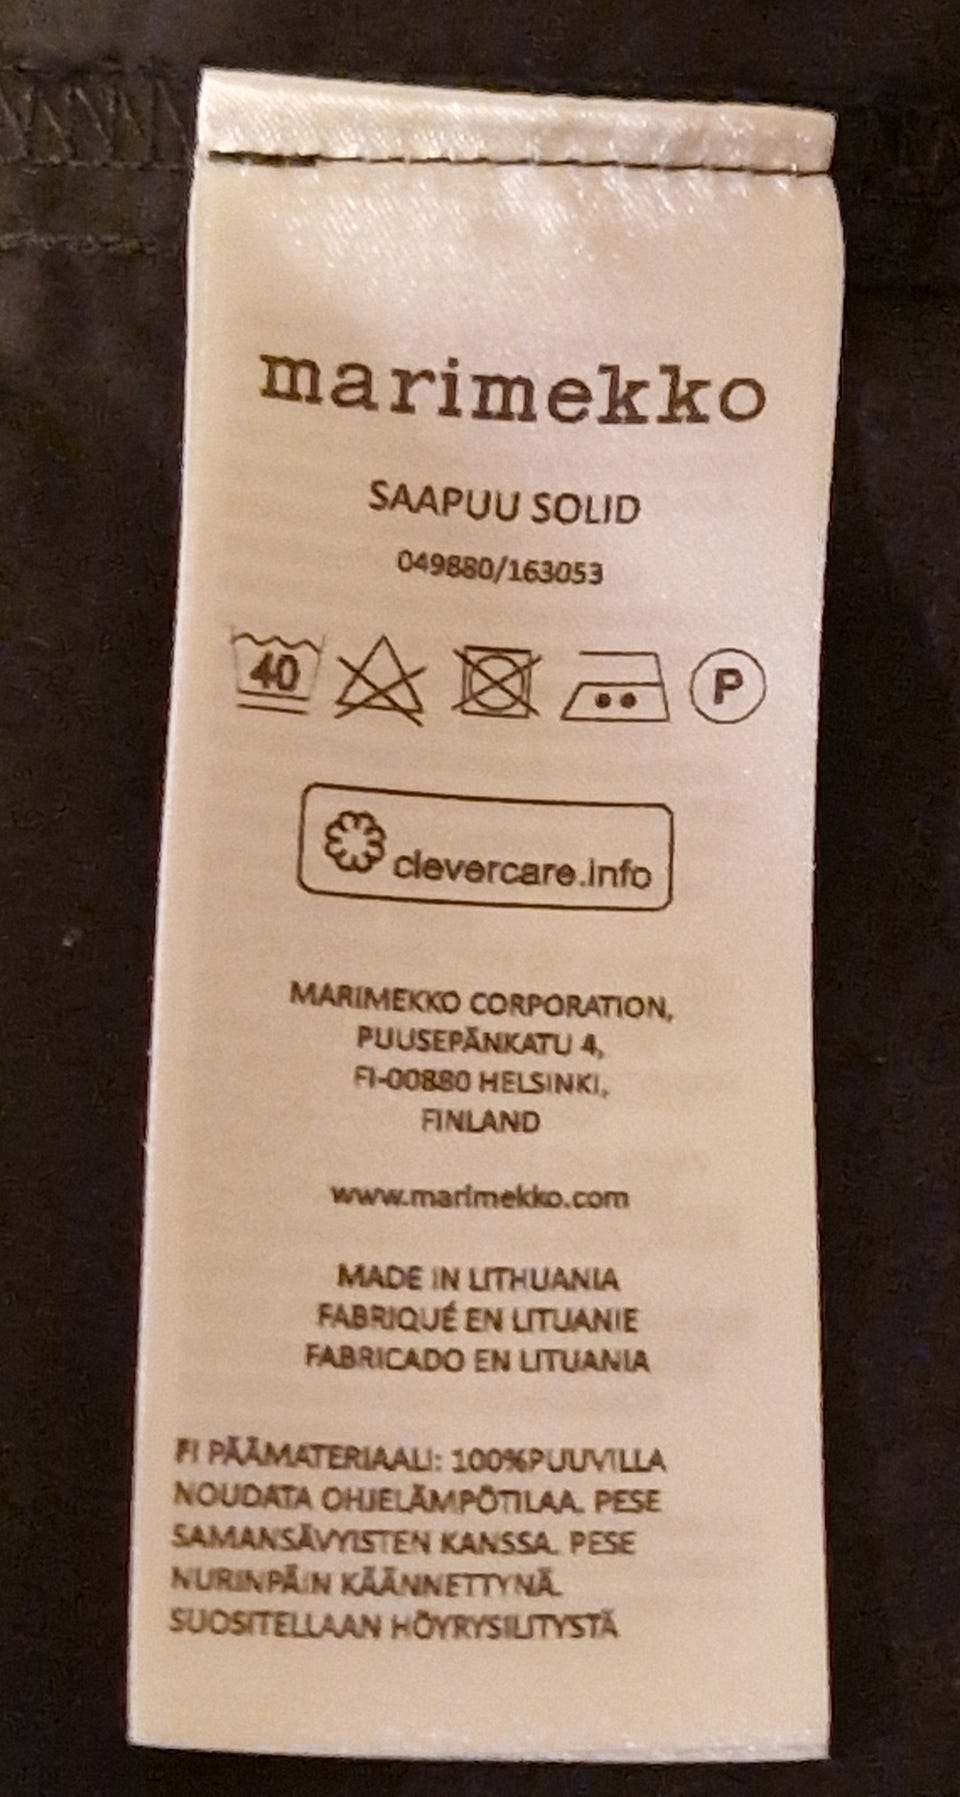 marimekko
SAAPUU SOLID
049880/163053
40
P
clevercare.info
MARIMEKKO CORPORATION,
PUUSEPÄNKATU 4,
FI-00880 HELSINKI,
FINLAND
www.marimekko.com
MADE IN LITHUANIA
FABRIQUÉ EN LITUANIE
FABRICADO EN LITUANIA
FI PÄÄMATERIAALI: 100%PUUVILLA
NOUDATA OHJELÄMPÖTILAA. PESE
SAMANSÄVYISTEN KANSSA. PESE
NURINPÄIN KÄÄNNETTYNÄ.
SUOSITELLAAN HÖYRYSILITYSTÄ